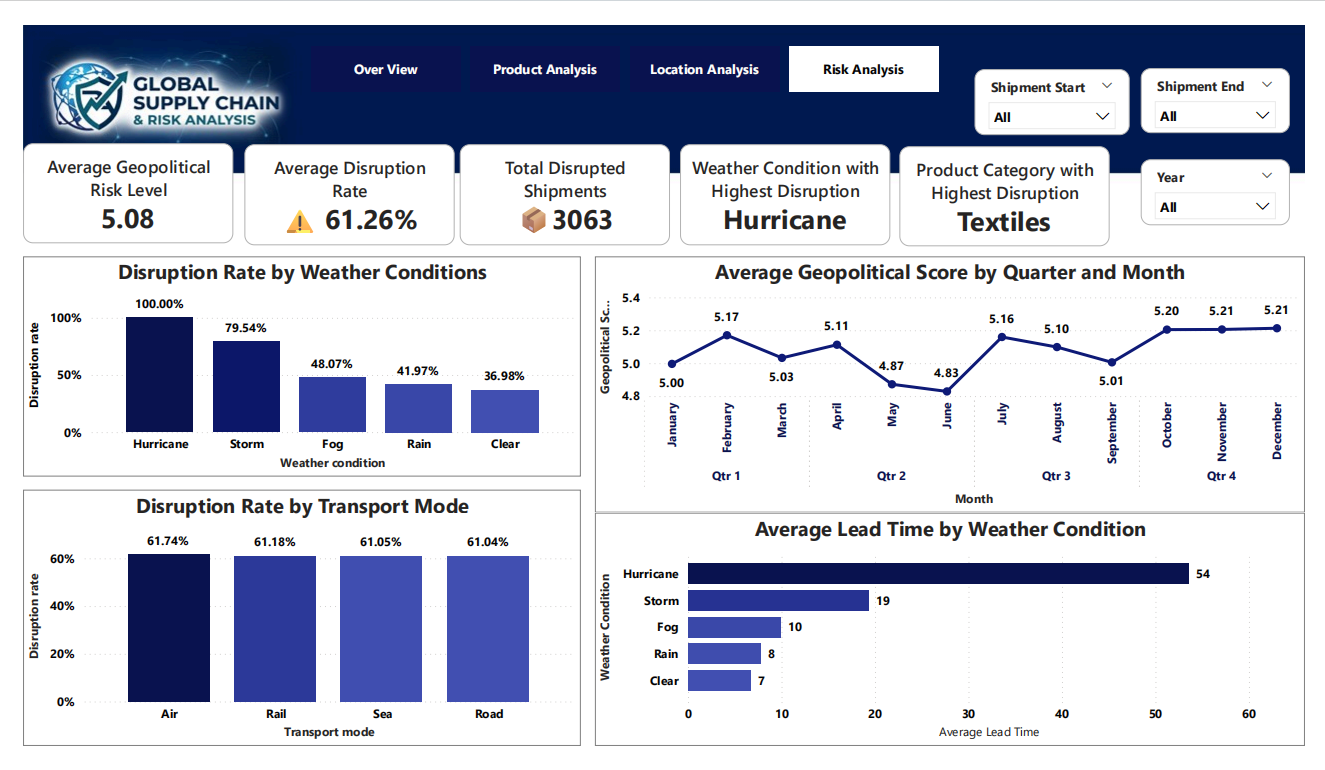 GLOBAL
SUPPLY CHAIN
& RISK ANALYSIS
Over View
Product Analysis
Location Analysis
Risk Analysis
Shipment Start
All
Shipment End
All
Year
All
Average Geopolitical
Risk Level
5.08
Average Disruption
Rate
61.26%
Total Disrupted
Shipments
3063
Weather Condition with
Highest Disruption
Hurricane
Product Category with
Highest Disruption
Textiles
Disruption Rate by Weather Conditions
Disruption rate
100%
50%
0%
100.00%
79.54%
48.07%
41.97%
36.98%
Hurricane
Storm
Fog
Rain
Clear
Weather condition
Average Geopolitical Score by Quarter and Month
Geopolitical Sc...
5.4
5.2
5.0
4.8
5.00
5.17
5.03
5.11
4.87
4.83
5.16
5.10
5.01
5.20
5.21
5.21
January
February
March
April
May
June
July
August
September
October
November
December
Qtr 1
Qtr 2
Qtr 3
Qtr 4
Month
Disruption Rate by Transport Mode
Disruption rate
60%
40%
20%
0%
61.74%
61.18%
61.05%
61.04%
Air
Rail
Sea
Road
Transport mode
Average Lead Time by Weather Condition
Weather Condition
Hurricane
54
Storm
19
Fog
10
Rain
8
Clear
7
0
10
20
30
40
50
60
Average Lead Time